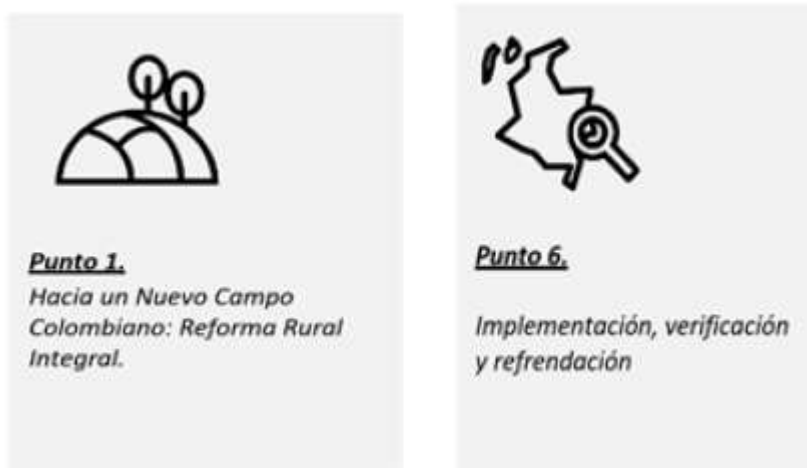 Punto 1.
Hacia un Nuevo Campo
Colombiano: Reforma Rural
Integral.
Punto 6.
Implementación, verificación
y refrendación